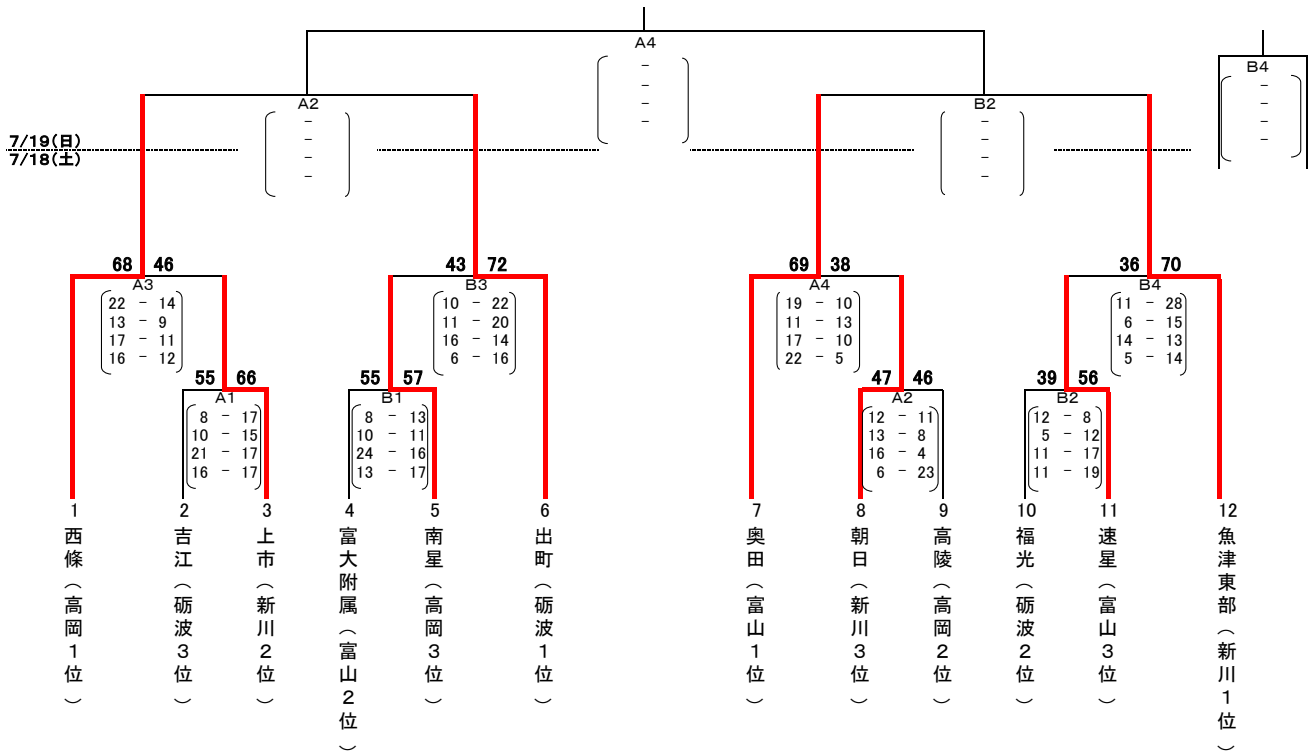 A4
-
-
-
-
B4
-
-
-
-
A2
-
-
-
-
B2
-
-
-
-
7/19(日)
7/18(土)
68 46
A3
22 - 14
13 - 9
17 - 11
16 - 12
43 72
B3
10 - 22
11 - 20
16 - 14
6 - 16
69 38
A4
19 - 10
11 - 13
17 - 10
22 - 5
36 70
B4
11 - 28
6 - 15
14 - 13
5 - 14
55 66
A1
8 - 17
10 - 15
21 - 17
16 - 17
55 57
B1
8 - 13
10 - 11
24 - 16
13 - 17
47 46
A2
12 - 11
13 - 8
16 - 4
6 - 23
39 56
B2
12 - 8
5 - 12
11 - 17
11 - 19
1
西條(高岡1位)
2
吉江(砺波3位)
3
上市(新川2位)
4
富大附属(富山2位)
5
南星(高岡3位)
6
出町(砺波1位)
7
奥田(富山1位)
8
朝日(新川3位)
9
高陵(高岡2位)
10
福光(砺波2位)
11
速星(富山3位)
12
魚津東部(新川1位)